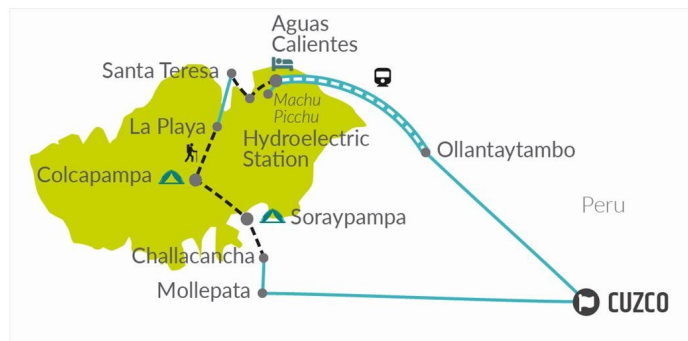 Aguas
Calientes
Santa Teresa
Machu
Picchu
La Playa
Hydroelectric
Station
Ollantaytambo
Colcapampa
Peru
Soraypampa
Challacancha
Mollepata
CUZCO